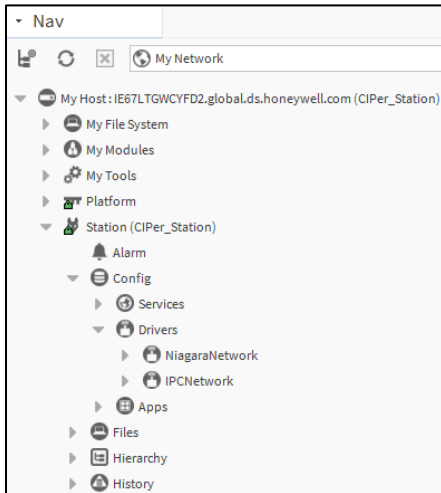 Nav
My Network
My Host : IE67LTGWCYFD2.global.ds.honeywell.com (CIPer_Station)
My File System
My Modules
My Tools
Platform
Station (CIPer_Station)
Alarm
Config
Services
Drivers
NiagaraNetwork
IPCNetwork
Apps
Files
Hierarchy
History